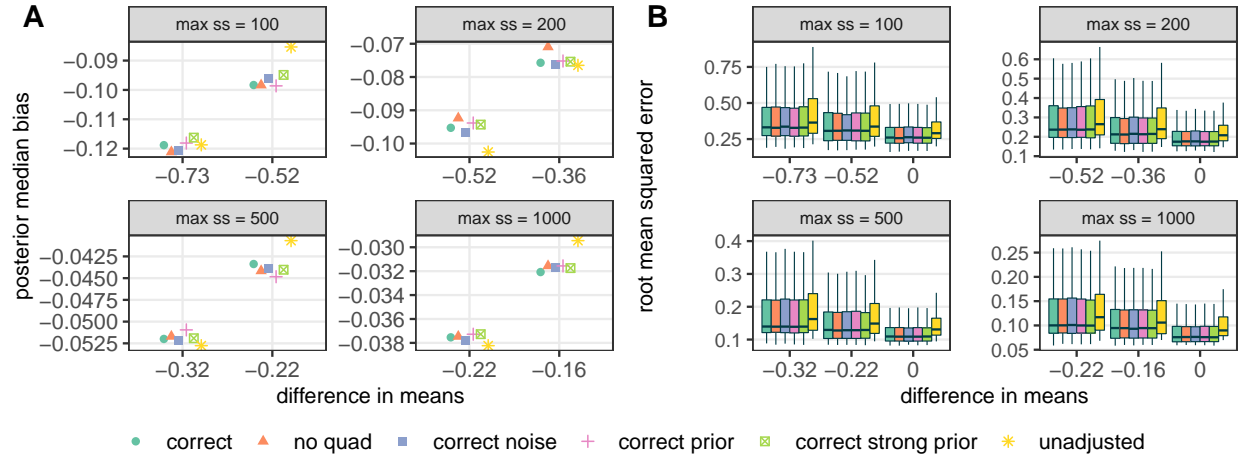 A
B
max ss = 100
max ss = 200
max ss = 100
max ss = 200
−0.09
−0.10
−0.11
−0.12
−0.07
−0.08
−0.09
−0.10
0.75
0.50
0.25
0.6
0.5
0.4
0.3
0.2
0.1
−0.73
−0.52
−0.52
−0.36
−0.73
−0.52
0
−0.52
−0.36
0
max ss = 500
max ss = 1000
max ss = 500
max ss = 1000
−0.0425
−0.0450
−0.0475
−0.0500
−0.0525
−0.030
−0.032
−0.034
−0.036
−0.038
0.4
0.3
0.2
0.1
0.25
0.20
0.15
0.10
0.05
−0.32
−0.22
−0.22
−0.16
−0.32
−0.22
0
−0.22
−0.16
0
posterior median bias
root mean squared error
difference in means
difference in means
correct
no quad
correct noise
correct prior
correct strong prior
unadjusted